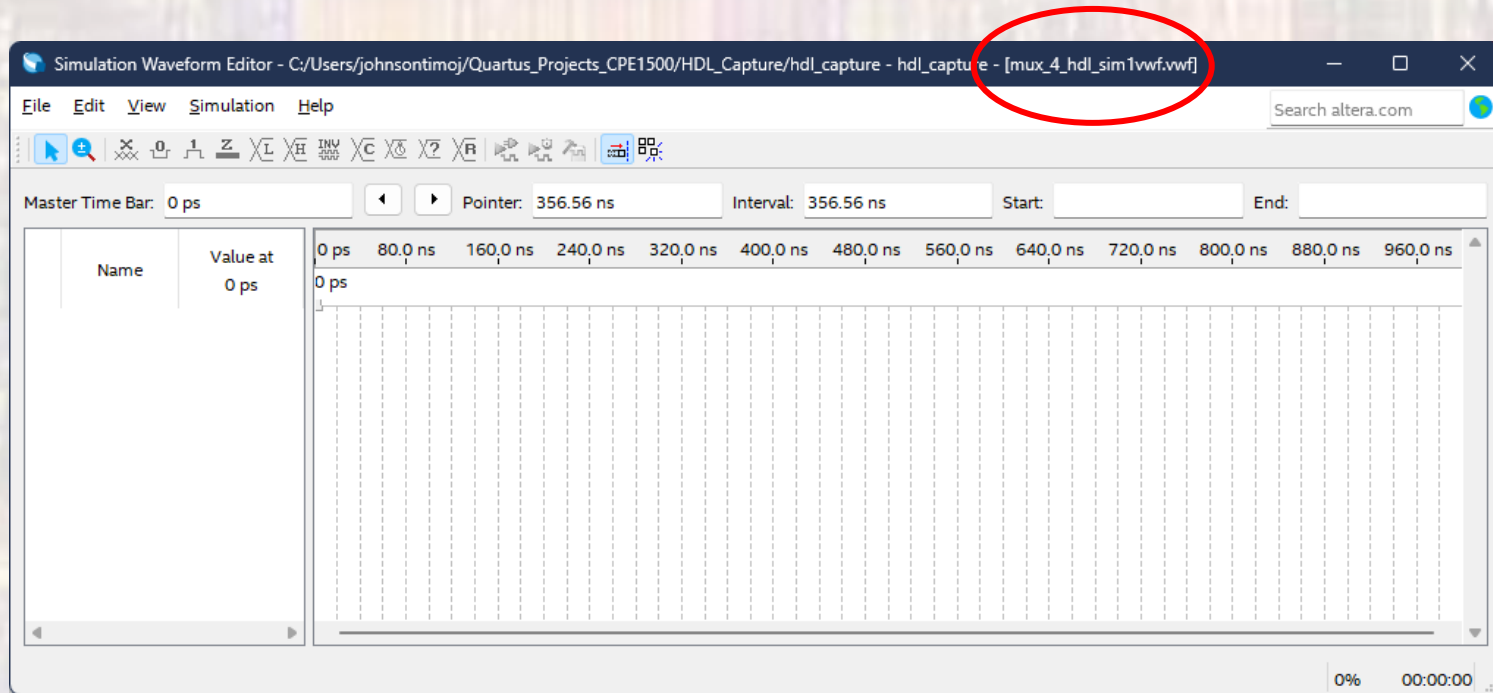 Simulation Waveform Editor - C:/Users/johnsontimoj/Quartus_Projects_CPE1500/HDL_Capture/hdl_capture - hdl_capture - [mux_4_hdl_sim1vwf.vwf]
File Edit View Simulation Help Search altera.com
X 0 1 Z L H INV C 2 R
Master Time Bar: 0 ps Pointer: 356.56 ns Interval: 356.56 ns Start: End:
Name Value at 0 ps
0 ps 80.0 ns 160.0 ns 240.0 ns 320.0 ns 400.0 ns 480.0 ns 560.0 ns 640.0 ns 720.0 ns 800.0 ns 880.0 ns 960.0 ns
0 ps
0% 00:00:00